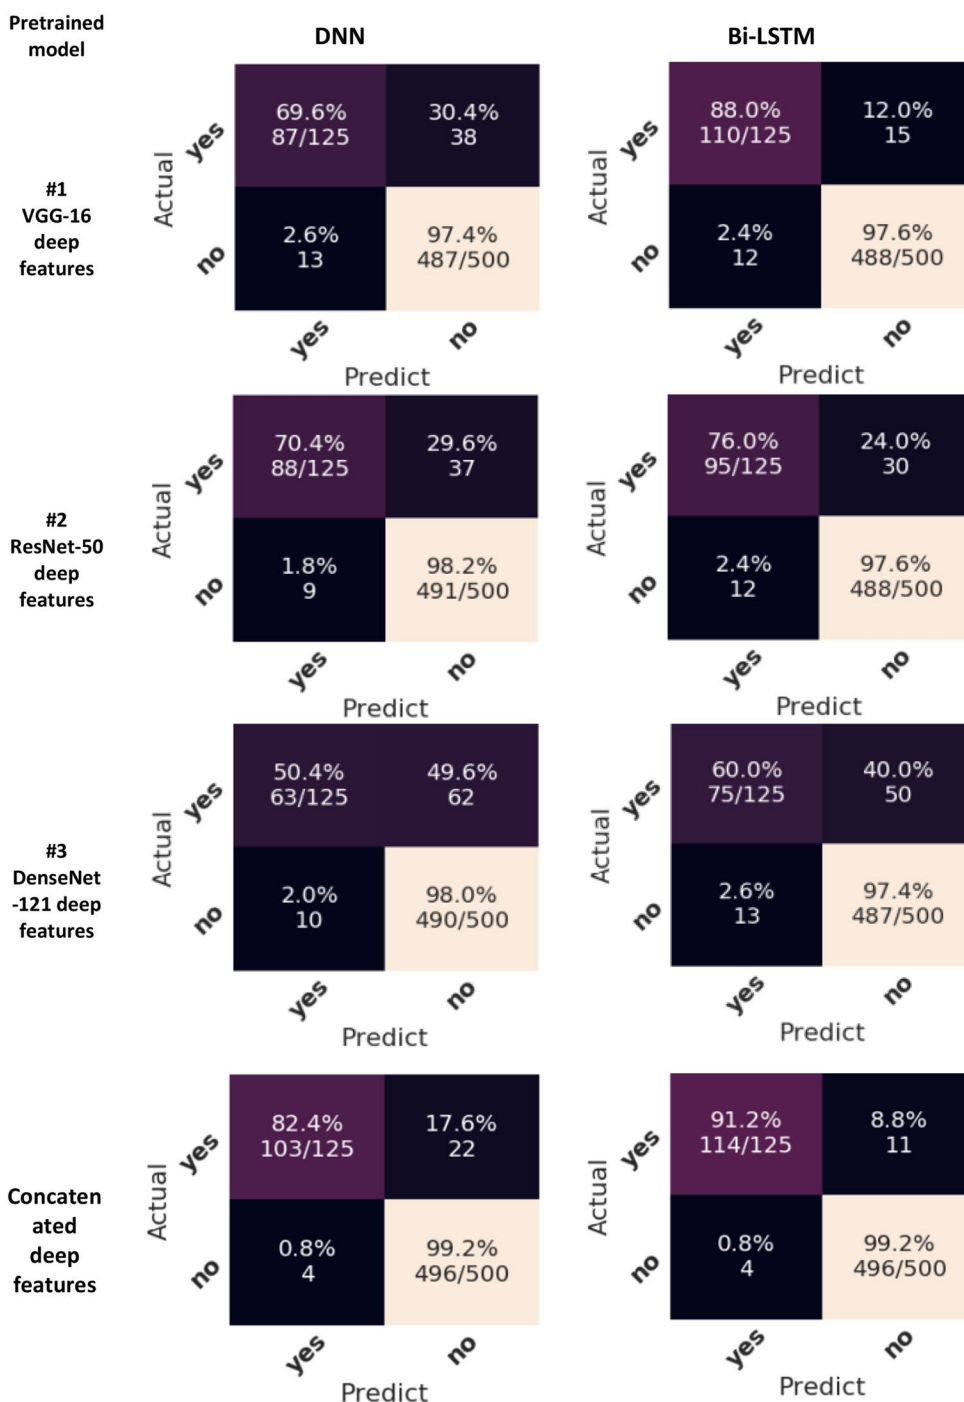 Pretrained
model
DNN
Bi-LSTM
#1
VGG-16
deep
features
Actual
yes
no
69.6%
87/125
30.4%
38
2.6%
13
97.4%
487/500
yes
no
Predict
Actual
yes
no
88.0%
110/125
12.0%
15
2.4%
12
97.6%
488/500
yes
no
Predict
#2
ResNet-50
deep
features
Actual
yes
no
70.4%
88/125
29.6%
37
1.8%
9
98.2%
491/500
yes
no
Predict
Actual
yes
no
76.0%
95/125
24.0%
30
2.4%
12
97.6%
488/500
yes
no
Predict
#3
DenseNet
-121 deep
features
Actual
yes
no
50.4%
63/125
49.6%
62
2.0%
10
98.0%
490/500
yes
no
Predict
Actual
yes
no
60.0%
75/125
40.0%
50
2.6%
13
97.4%
487/500
yes
no
Predict
Concaten
ated
deep
features
Actual
yes
no
82.4%
103/125
17.6%
22
0.8%
4
99.2%
496/500
yes
no
Predict
Actual
yes
no
91.2%
114/125
8.8%
11
0.8%
4
99.2%
496/500
yes
no
Predict